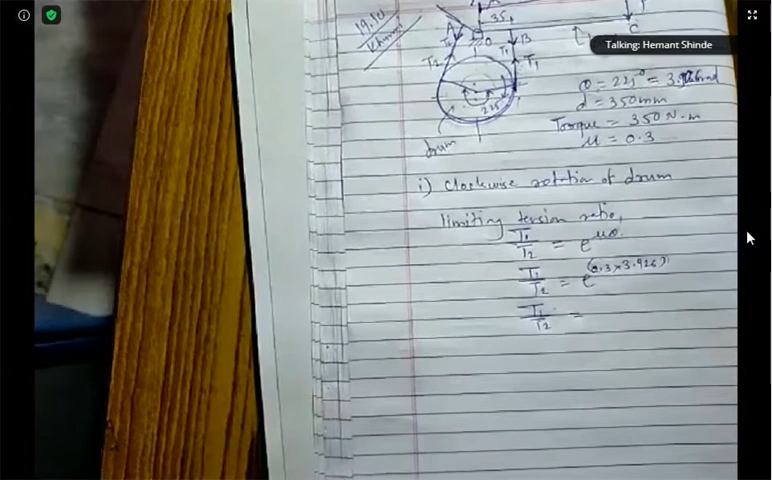 19.10
Khurmi
35
A
T2
O
T1
B
T1
C
225°
drum
Talking: Hemant Shinde
θ = 225° = 3.926 rad
d = 350 mm
Torque = 350 N-m
μ = 0.3
i) clockwise rotation of drum
limiting tension ratio,
T1/T2 = e^μθ.
T1/T2 = e^(0.3×3.926)
T1/T2 =